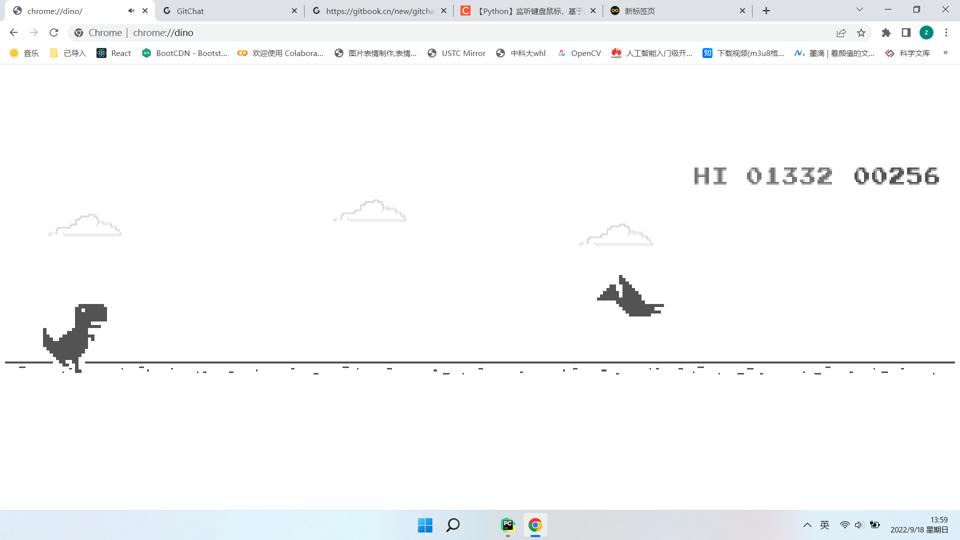 chrome://dino/
GitChat
https://gitbook.cn/new/gitcha
【Python】监听键盘鼠标，基于
新标签页
Chrome | chrome://dino
音乐
已导入
React
BootCDN - Bootst...
欢迎使用 Colabora...
图片表情制作,表情...
USTC Mirror
中科大whl
OpenCV
人工智能入门级开...
下载视频(m3u8格...
墨滴 | 看颜值的文...
科学文库
»
HI 01332 00256
英
13:59
2022/9/18 星期日